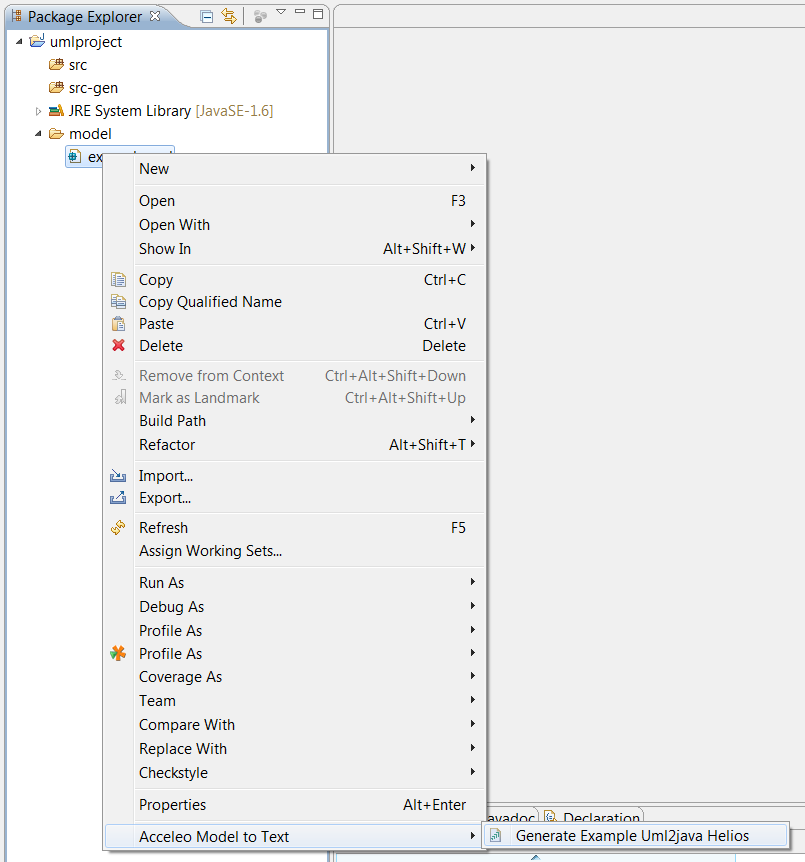 Package Explorer
umlproject
src
src-gen
JRE System Library [JavaSE-1.6]
model
New
Open F3
Open With
Show In Alt+Shift+W
Copy Ctrl+C
Copy Qualified Name
Paste Ctrl+V
Delete Delete
Remove from Context Ctrl+Alt+Shift+Down
Mark as Landmark Ctrl+Alt+Shift+Up
Build Path
Refactor Alt+Shift+T
Import...
Export...
Refresh F5
Assign Working Sets...
Run As
Debug As
Profile As
Profile As
Coverage As
Team
Compare With
Replace With
Checkstyle
Properties Alt+Enter
Declaration
Acceleo Model to Text
Generate Example Uml2java Helios